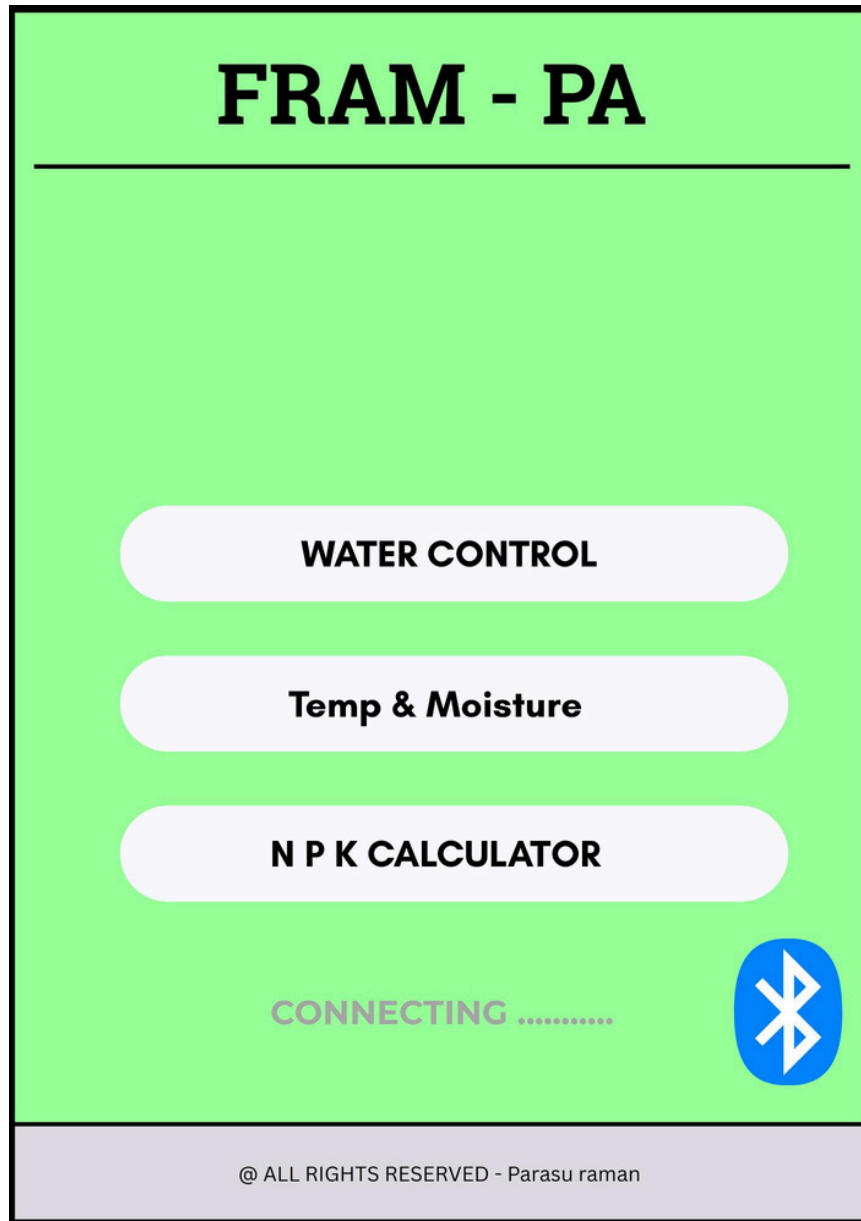 FRAM - PA
WATER CONTROL
Temp & Moisture
N P K CALCULATOR
CONNECTING ...........
@ ALL RIGHTS RESERVED - Parasu raman